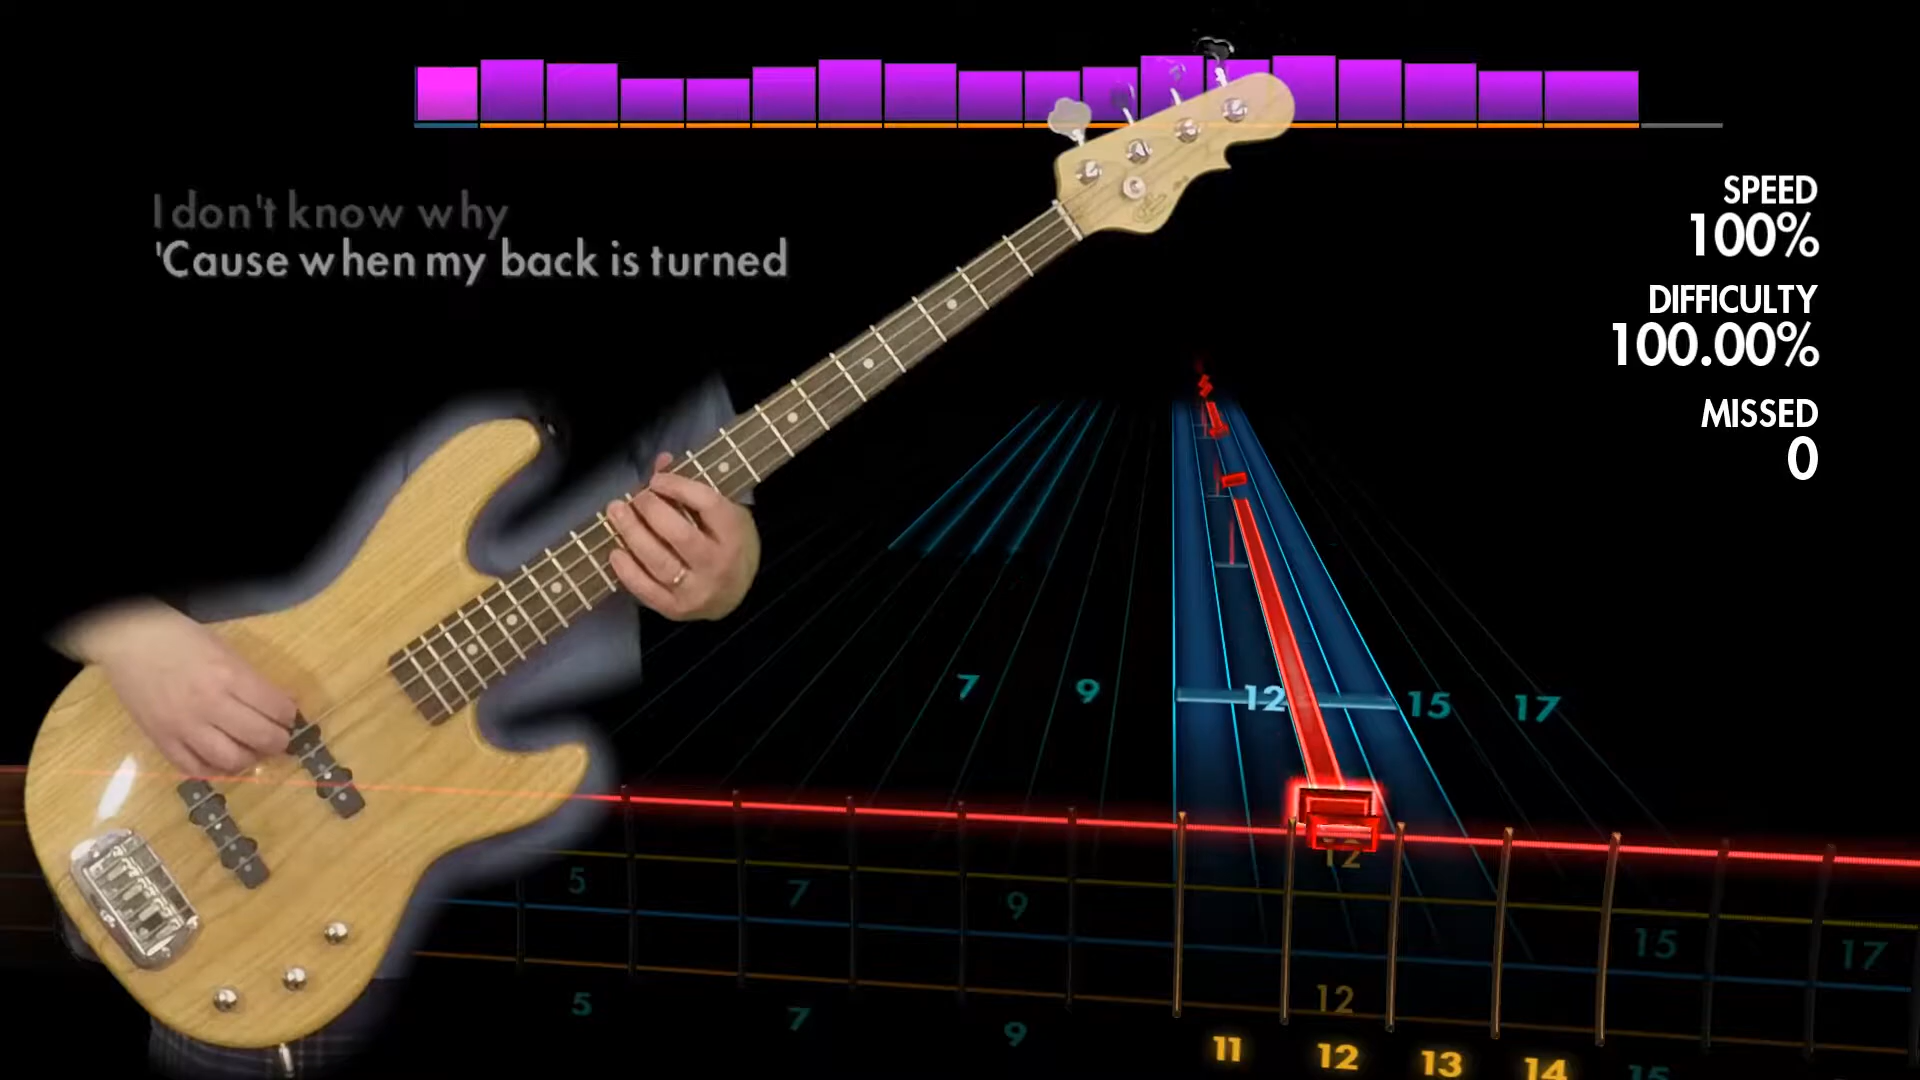 I don't know why
'Cause when my back is turned
SPEED
100%
DIFFICULTY
100.00%
MISSED
0
7 9 12 15 17
12
5 7 9 15 17
12
5 7 9 11 12 13 14 15